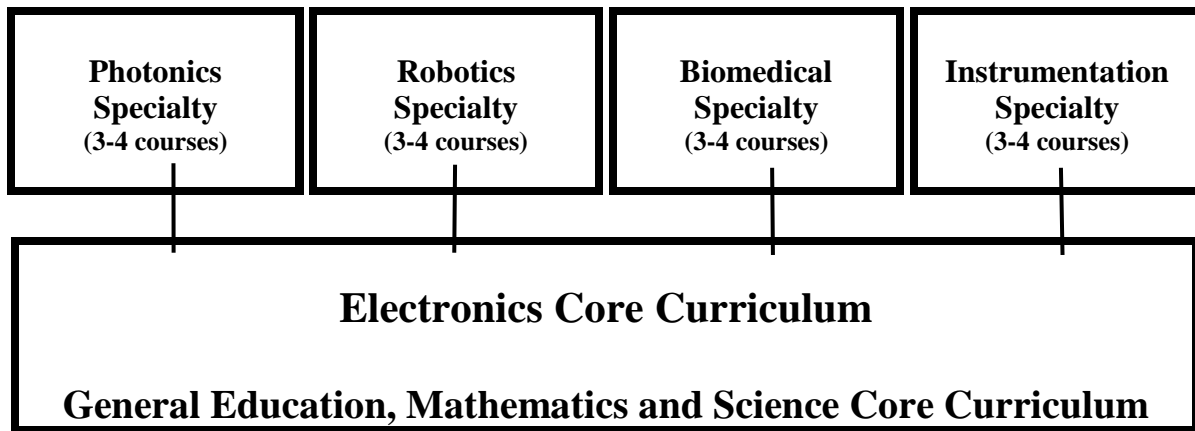 Photonics
Specialty
(3-4 courses)
Robotics
Specialty
(3-4 courses)
Biomedical
Specialty
(3-4 courses)
Instrumentation
Specialty
(3-4 courses)
Electronics Core Curriculum
General Education, Mathematics and Science Core Curriculum